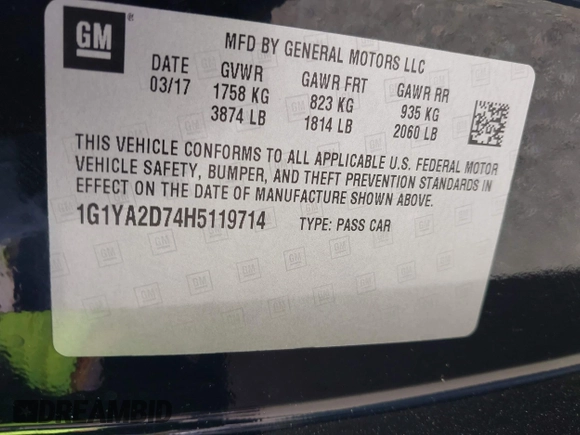 GM
MFD BY GENERAL MOTORS LLC
DATE GVWR GAWR FRT GAWR RR
03/17 1758 KG 823 KG 935 KG
3874 LB 1814 LB 2060 LB
THIS VEHICLE CONFORMS TO ALL APPLICABLE U.S. FEDERAL MOTOR
VEHICLE SAFETY, BUMPER, AND THEFT PREVENTION STANDARDS IN
EFFECT ON THE DATE OF MANUFACTURE SHOWN ABOVE.
1G1YA2D74H5119714 TYPE: PASS CAR
DREAMBID